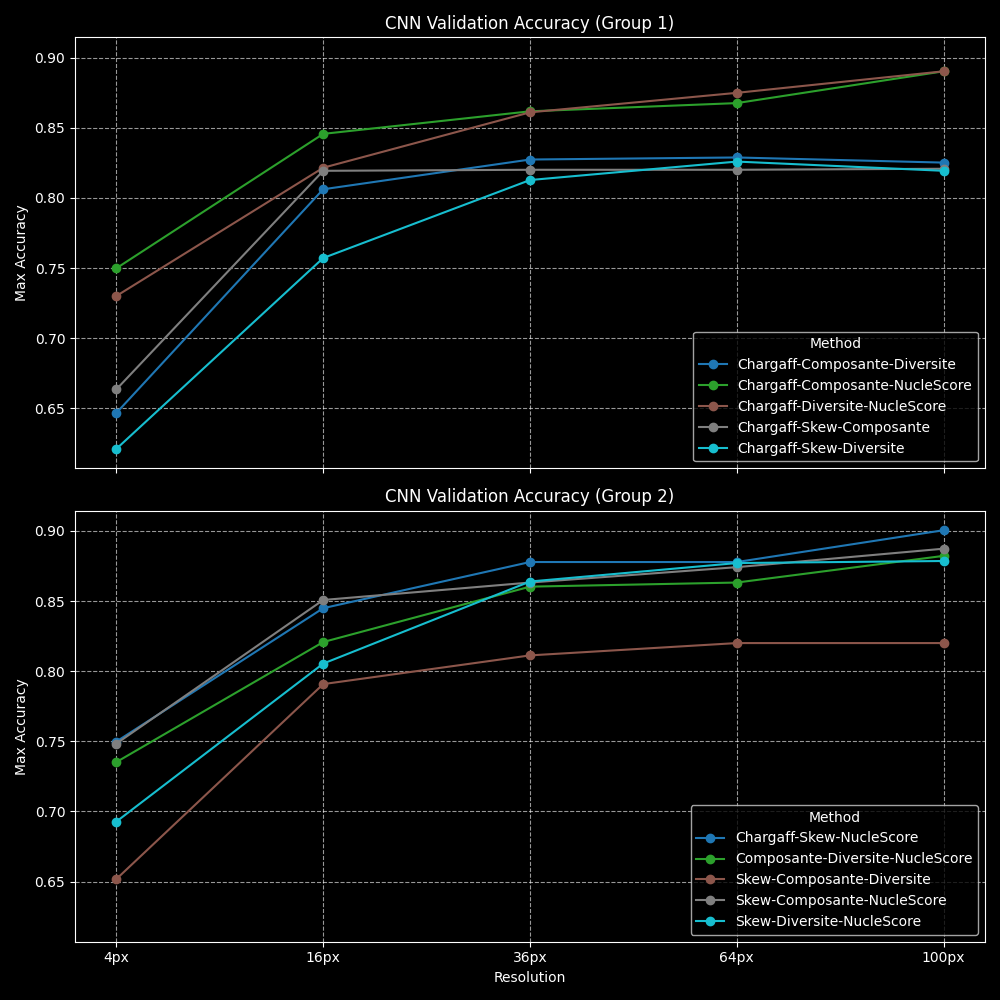 CNN Validation Accuracy (Group 1)
0.90
0.85
0.80
0.75
0.70
0.65
Max Accuracy
Method
Chargaff-Composante-Diversite
Chargaff-Composante-NucleScore
Chargaff-Diversite-NucleScore
Chargaff-Skew-Composante
Chargaff-Skew-Diversite
CNN Validation Accuracy (Group 2)
0.90
0.85
0.80
0.75
0.70
0.65
Max Accuracy
Method
Chargaff-Skew-NucleScore
Composante-Diversite-NucleScore
Skew-Composante-Diversite
Skew-Composante-NucleScore
Skew-Diversite-NucleScore
4px 16px 36px 64px 100px
Resolution